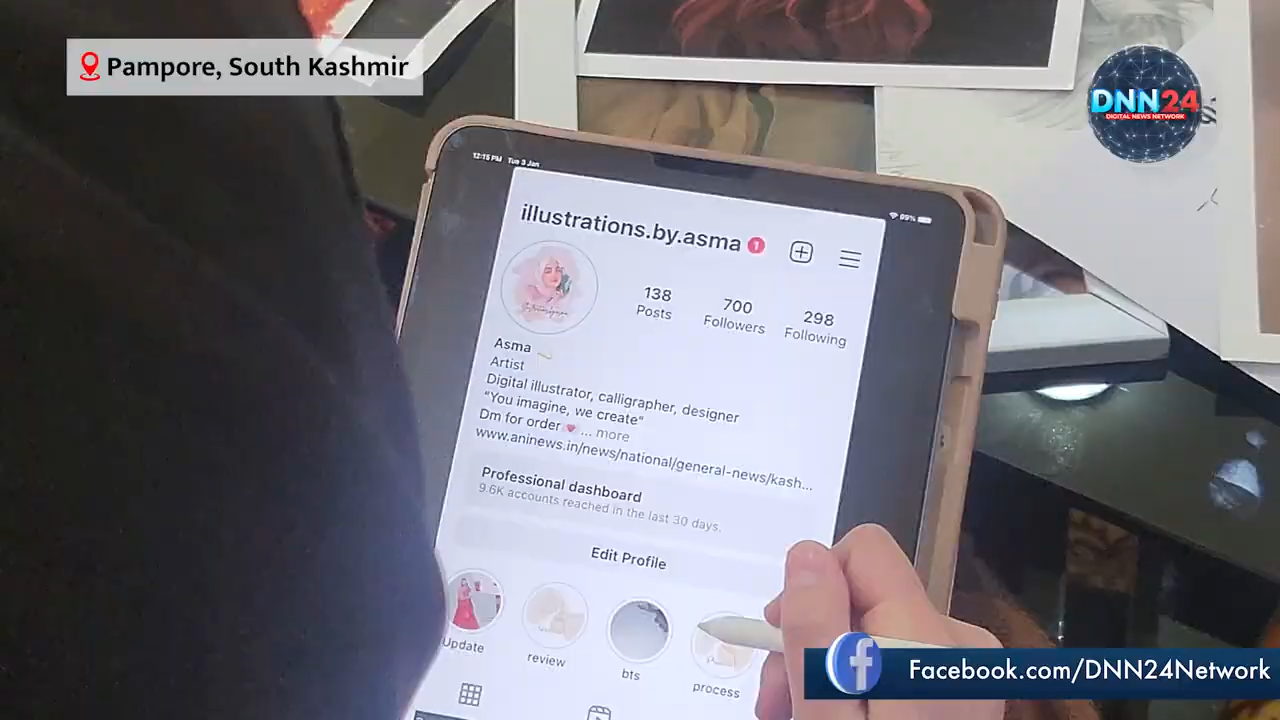 Pampore, South Kashmir
DNN24
DIGITAL NEWS NETWORK
12:15 PM Tue 3 Jan
99%
illustrations.by.asma 1
138 Posts
700 Followers
298 Following
Asma
Artist
Digital illustrator, calligrapher, designer
"You imagine, we create"
Dm for order ... more
www.aninews.in/news/national/general-news/kash...
Professional dashboard
9.6K accounts reached in the last 30 days.
Edit Profile
Update
review
bts
process
Facebook.com/DNN24Network